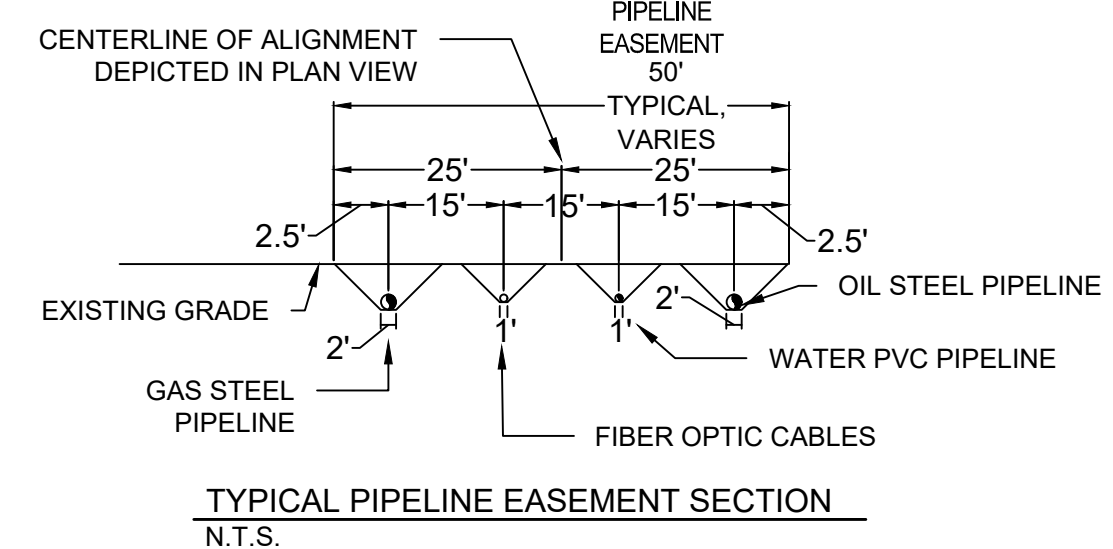 PIPELINE
EASEMENT
50'
TYPICAL,
VARIES
CENTERLINE OF ALIGNMENT
DEPICTED IN PLAN VIEW
25'
25'
15'
15'
15'
2.5'
2.5'
EXISTING GRADE
OIL STEEL PIPELINE
2'
1'
1'
2'
WATER PVC PIPELINE
GAS STEEL
PIPELINE
FIBER OPTIC CABLES
TYPICAL PIPELINE EASEMENT SECTION
N.T.S.